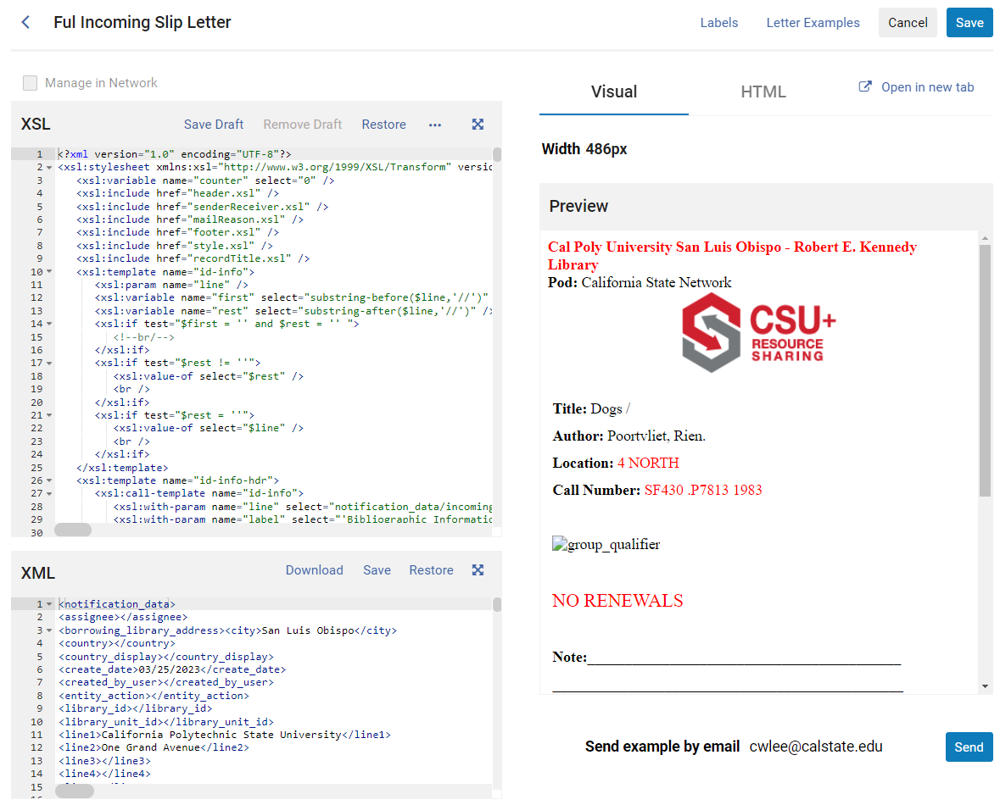 Ful Incoming Slip Letter
Labels
Letter Examples
Cancel
Save
Manage in Network
XSL
Save Draft
Remove Draft
Restore
1 <?xml version="1.0" encoding="UTF-8"?>
2 <xsl:stylesheet xmlns:xsl="http://www.w3.org/1999/XSL/Transform" versio
3 <xsl:variable name="counter" select="0" />
4 <xsl:include href="header.xsl" />
5 <xsl:include href="senderReceiver.xsl" />
6 <xsl:include href="mailReason.xsl" />
7 <xsl:include href="footer.xsl" />
8 <xsl:include href="style.xsl" />
9 <xsl:include href="recordTitle.xsl" />
10 <xsl:template name="id-info">
11 <xsl:param name="line" />
12 <xsl:variable name="first" select="substring-before($line,'//')"
13 <xsl:variable name="rest" select="substring-after($line,'//')" />
14 <xsl:if test="$first = '' and $rest = '' ">
15 <!--br/-->
16 </xsl:if>
17 <xsl:if test="$rest != ''">
18 <xsl:value-of select="$rest" />
19 <br />
20 </xsl:if>
21 <xsl:if test="$rest = ''">
22 <xsl:value-of select="$line" />
23 <br />
24 </xsl:if>
25 </xsl:template>
26 <xsl:template name="id-info-hdr">
27 <xsl:call-template name="id-info">
28 <xsl:with-param name="line" select="notification_data/incoming
29 <xsl:with-param name="label" select="'Bibliographic Informatio
30
XML
Download
Save
Restore
1 <notification_data>
2 <assignee></assignee>
3 <borrowing_library_address><city>San Luis Obispo</city>
4 <country></country>
5 <country_display></country_display>
6 <create_date>03/25/2023</create_date>
7 <created_by_user></created_by_user>
8 <entity_action></entity_action>
9 <library_id></library_id>
10 <library_unit_id></library_unit_id>
11 <line1>California Polytechnic State University</line1>
12 <line2>One Grand Avenue</line2>
13 <line3></line3>
14 <line4></line4>
15
Visual
HTML
Open in new tab
Width 486px
Preview
Cal Poly University San Luis Obispo - Robert E. Kennedy
Library
Pod: California State Network
CSU+
RESOURCE
SHARING
Title: Dogs /
Author: Poortvliet, Rien.
Location: 4 NORTH
Call Number: SF430 .P7813 1983
group_qualifier
NO RENEWALS
Note:
Send example by email cwlee@calstate.edu
Send